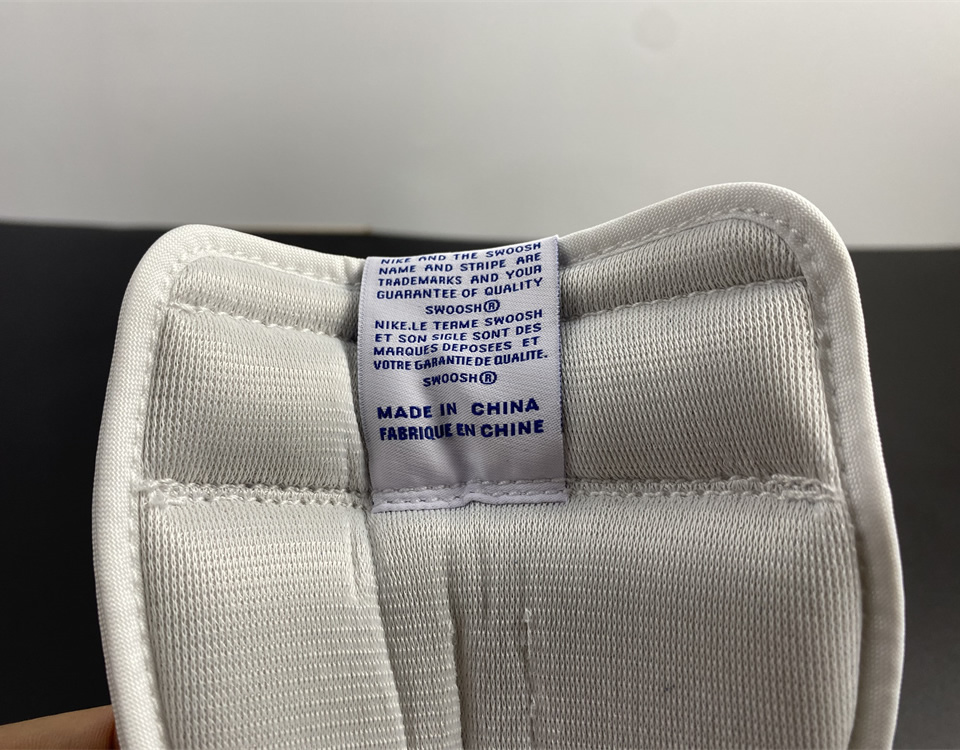 NIKE AND THE SWOOSH
NAME AND STRIPE ARE
TRADEMARKS AND YOUR
GUARANTEE OF QUALITY
SWOOSH®
NIKE.LE TERME SWOOSH
ET SON SIGLE SONT DES
MARQUES DEPOSEES ET
VOTRE GARANTIE DE QUALITE.
SWOOSH®
MADE IN CHINA
FABRIQUE EN CHINE